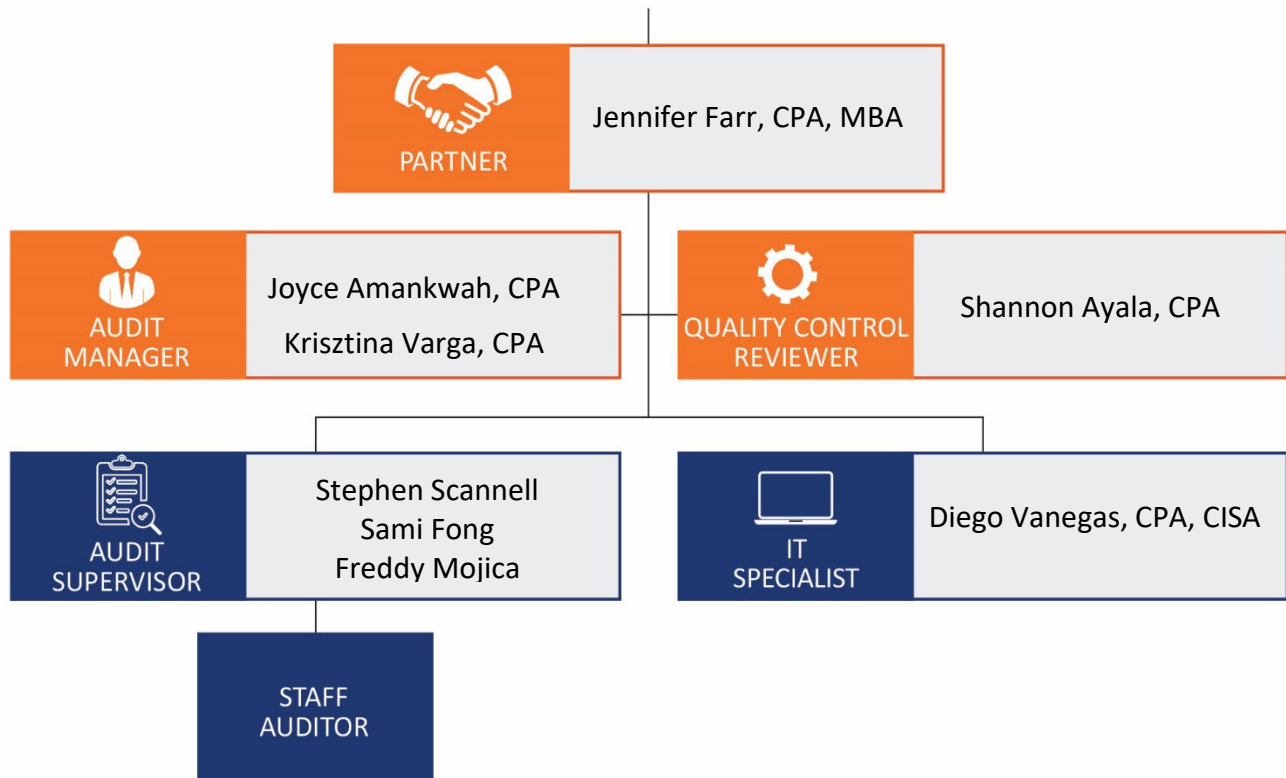 PARTNER
Jennifer Farr, CPA, MBA
AUDIT
MANAGER
Joyce Amankwah, CPA
Krisztina Varga, CPA
QUALITY CONTROL
REVIEWER
Shannon Ayala, CPA
AUDIT
SUPERVISOR
Stephen Scannell
Sami Fong
Freddy Mojica
IT
SPECIALIST
Diego Vanegas, CPA, CISA
STAFF
AUDITOR